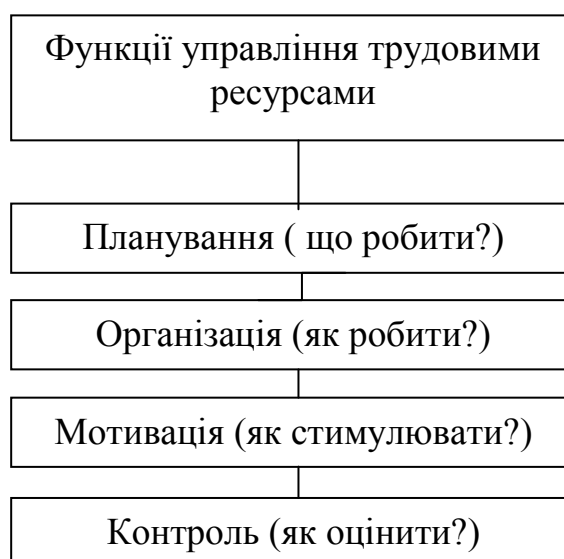 Функції управління трудовими
ресурсами
Планування ( що робити?)
Організація (як робити?)
Мотивація (як стимулювати?)
Контроль (як оцінити?)